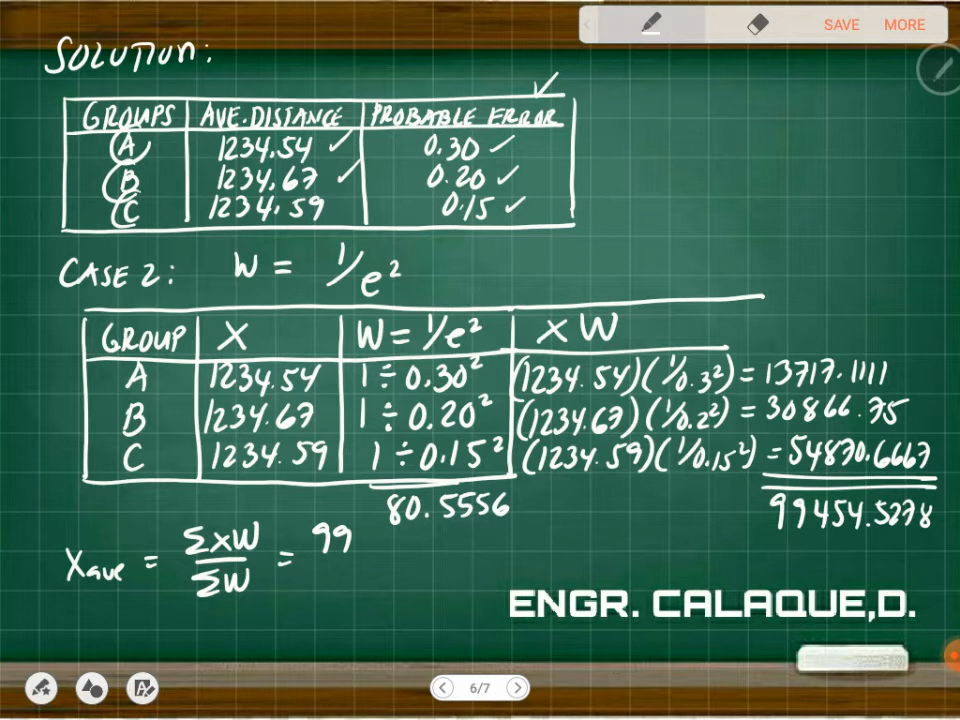 SAVE MORE
SOLUTION:
GROUPS AVE. DISTANCE PROBABLE ERROR
A 1234.54 ✓ 0.30 ✓
B 1234.67 ✓ 0.20 ✓
C 1234.59 0.15 ✓
CASE 2: W = 1/e²
GROUP X W = 1/e² XW
A 1234.54 1 ÷ 0.30² (1234.54)(1/0.3²) = 13717.1111
B 1234.67 1 ÷ 0.20² (1234.67)(1/0.2²) = 30866.75
C 1234.59 1 ÷ 0.15² (1234.59)(1/0.15²) = 54870.6667
80.5556 99454.5278
Xave = ΣXW / ΣW = 99
ENGR. CALAQUE,D.
6/7